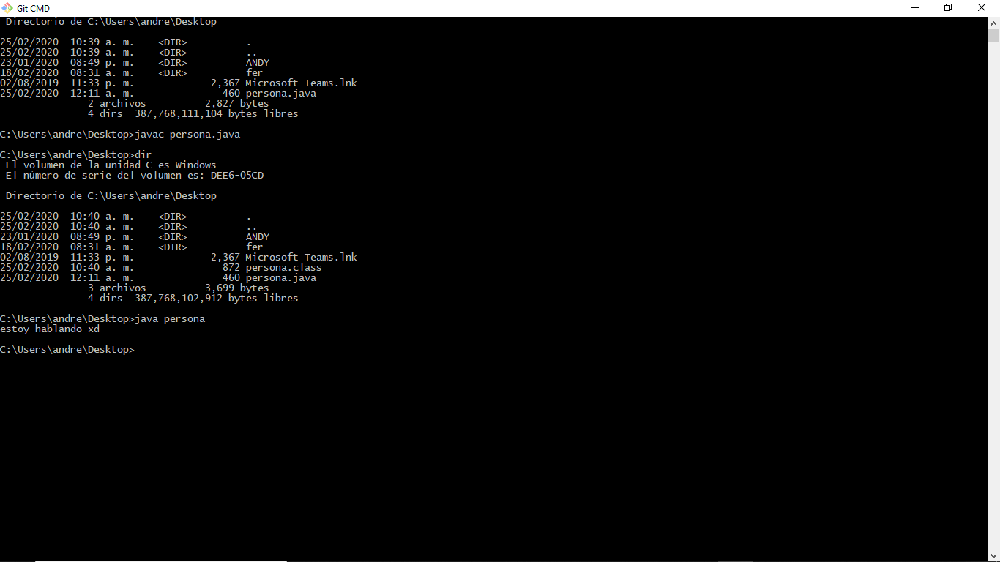 Git CMD
 Directorio de C:\Users\andre\Desktop
25/02/2020  10:39 a. m.    <DIR>          .
25/02/2020  10:39 a. m.    <DIR>          ..
23/01/2020  08:49 p. m.    <DIR>          ANDY
18/02/2020  08:31 a. m.    <DIR>          fer
02/08/2019  11:33 p. m.             2,367 Microsoft Teams.lnk
25/02/2020  12:11 a. m.               460 persona.java
               2 archivos          2,827 bytes
               4 dirs  387,768,111,104 bytes libres
C:\Users\andre\Desktop>javac persona.java
C:\Users\andre\Desktop>dir
 El volumen de la unidad C es Windows
 El número de serie del volumen es: DEE6-05CD
 Directorio de C:\Users\andre\Desktop
25/02/2020  10:40 a. m.    <DIR>          .
25/02/2020  10:40 a. m.    <DIR>          ..
23/01/2020  08:49 p. m.    <DIR>          ANDY
18/02/2020  08:31 a. m.    <DIR>          fer
02/08/2019  11:33 p. m.             2,367 Microsoft Teams.lnk
25/02/2020  10:40 a. m.               872 persona.class
25/02/2020  12:11 a. m.               460 persona.java
               3 archivos          3,699 bytes
               4 dirs  387,768,102,912 bytes libres
C:\Users\andre\Desktop>java persona
estoy hablando xd
C:\Users\andre\Desktop>